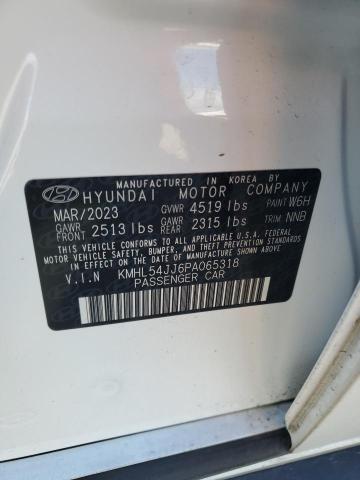 MANUFACTURED IN KOREA BY
HYUNDAI MOTOR COMPANY
MAR/2023 GVWR 4519 lbs PAINT: W6H
GAWR FRONT 2513 lbs GAWR REAR 2315 lbs TRIM: NNB
THIS VEHICLE CONFORMS TO ALL APPLICABLE U.S.A. FEDERAL
MOTOR VEHICLE SAFETY, BUMPER, AND THEFT PREVENTION STANDARDS
IN EFFECT ON THE DATE OF MANUFACTURE SHOWN ABOVE.
V.I.N KMHL54JJ6PA065318
PASSENGER CAR